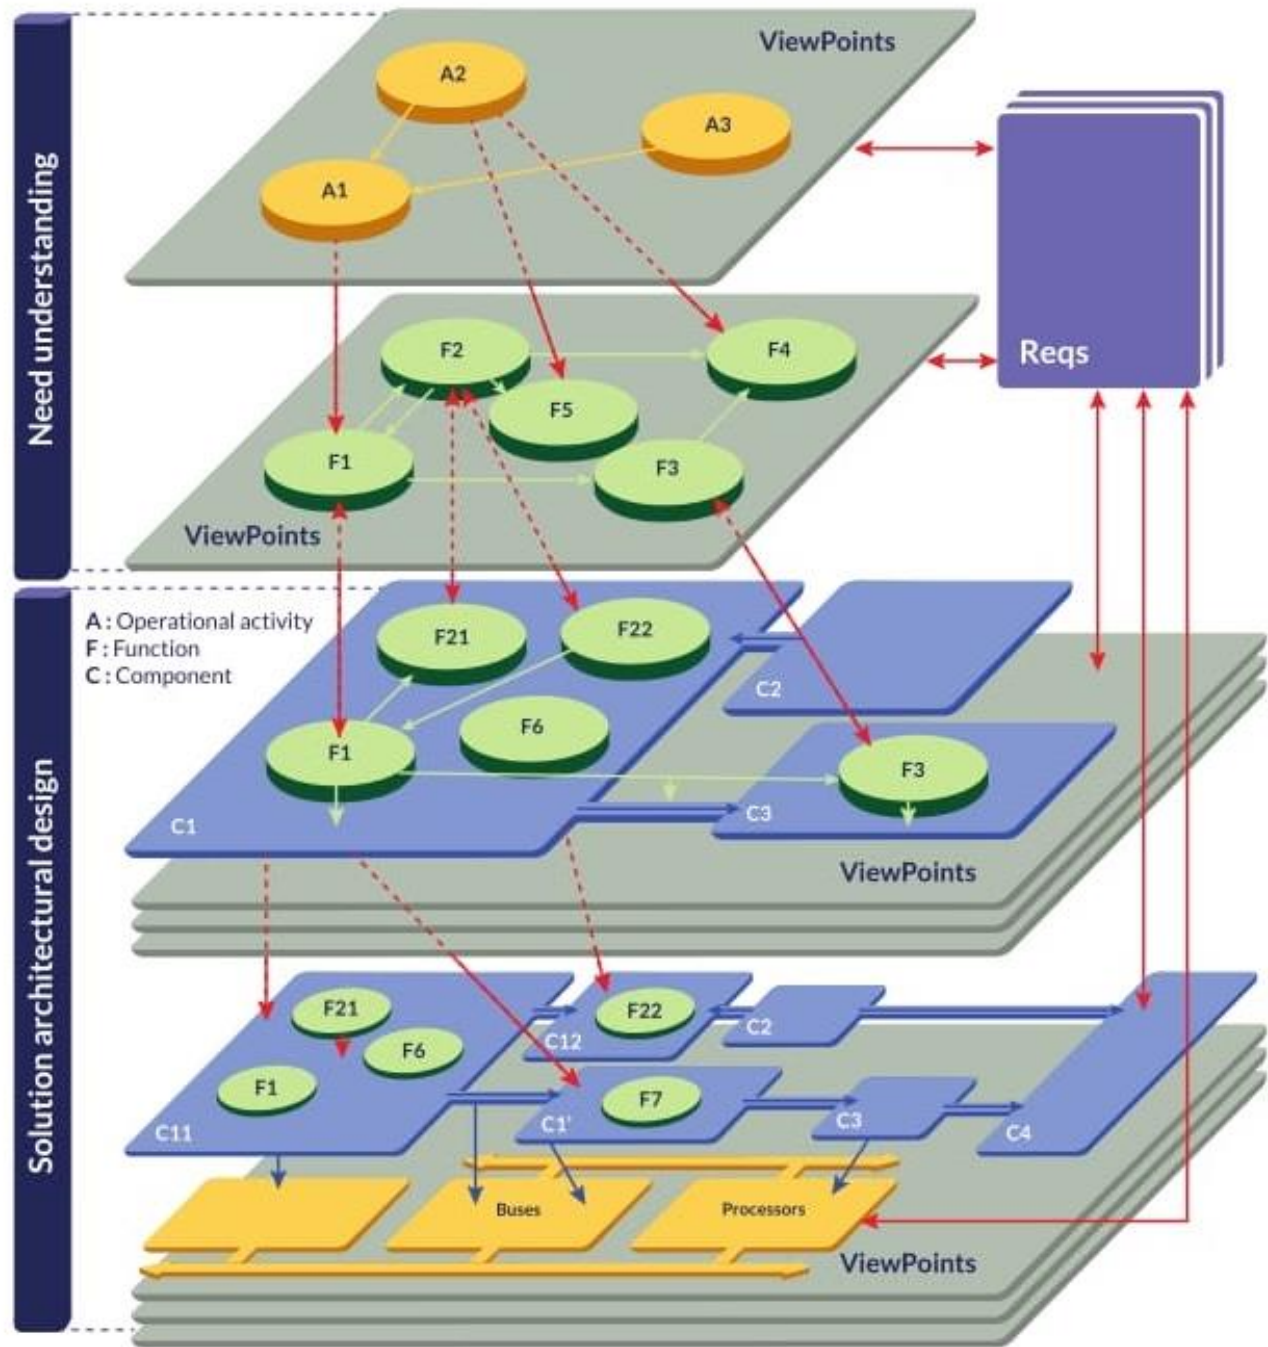 Need understanding
ViewPoints
A2
A3
A1
Reqs
F2
F4
F5
F1
F3
ViewPoints
Solution architectural design
A : Operational activity
F : Function
C : Component
F21
F22
C2
F6
F1
F3
C1
C3
ViewPoints
F21
F22
C2
C12
F6
F1
F7
C11
C1'
C3
C4
Buses
Processors
ViewPoints